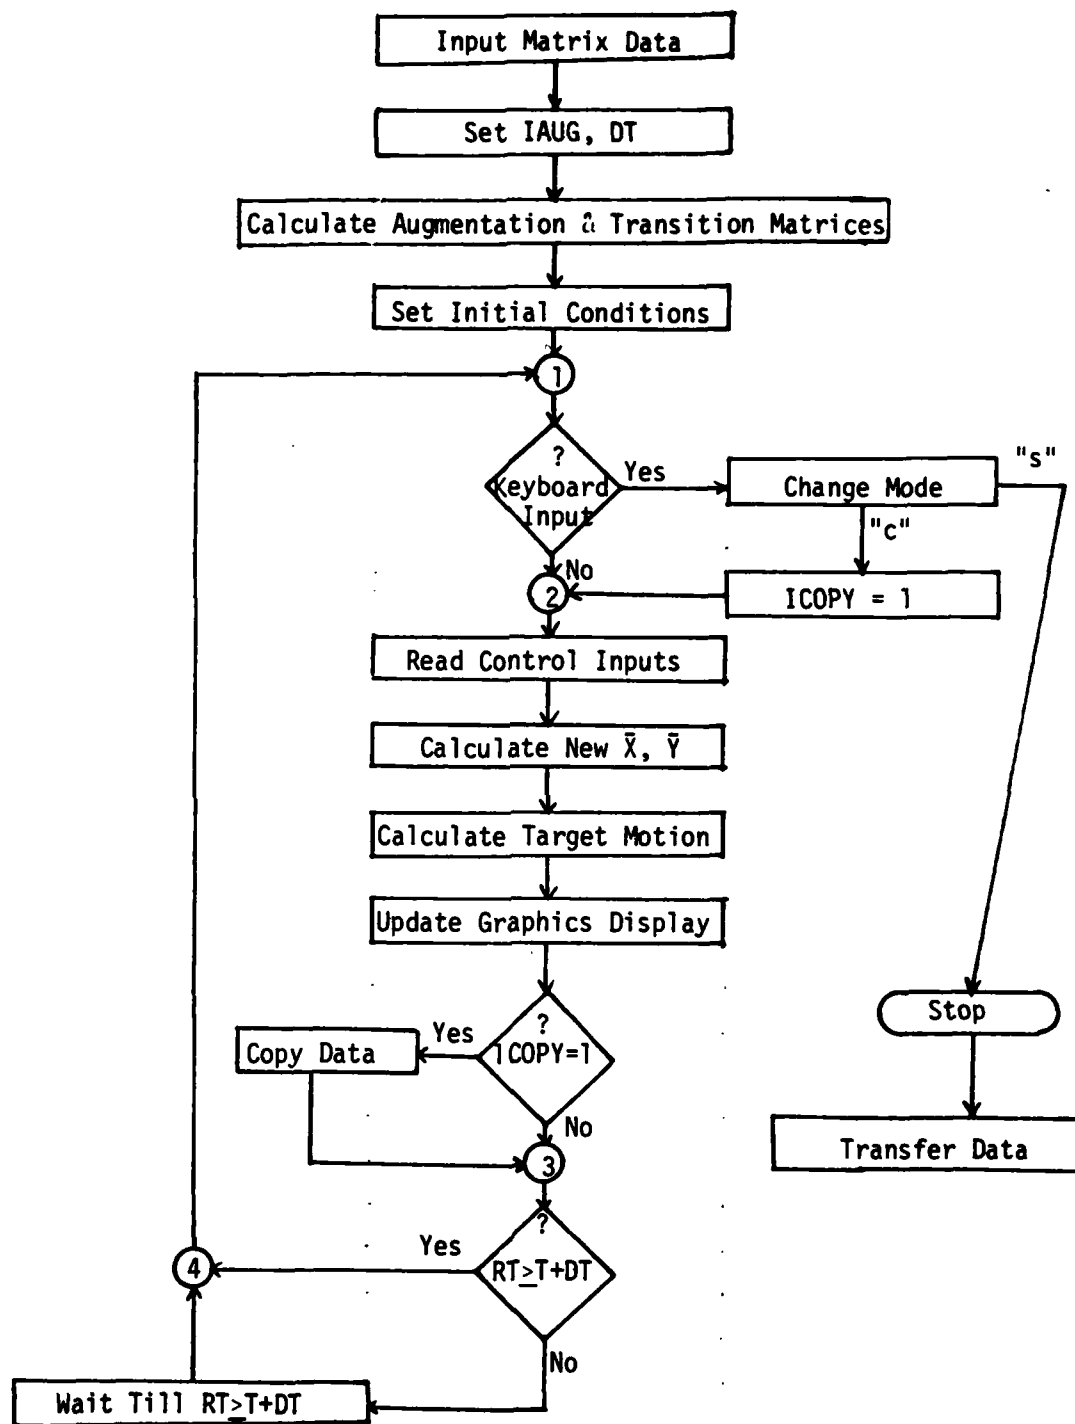 Input Matrix Data
Set IAUG, DT
Calculate Augmentation & Transition Matrices
Set Initial Conditions
1
?
Keyboard
Input
Yes
Change Mode
"s"
"c"
No
2
ICOPY = 1
Read Control Inputs
Calculate New X̄, Ȳ
Calculate Target Motion
Update Graphics Display
Stop
?
ICOPY=1
Yes
Copy Data
No
3
Transfer Data
?
RT≥T+DT
Yes
4
No
Wait Till RT≥T+DT